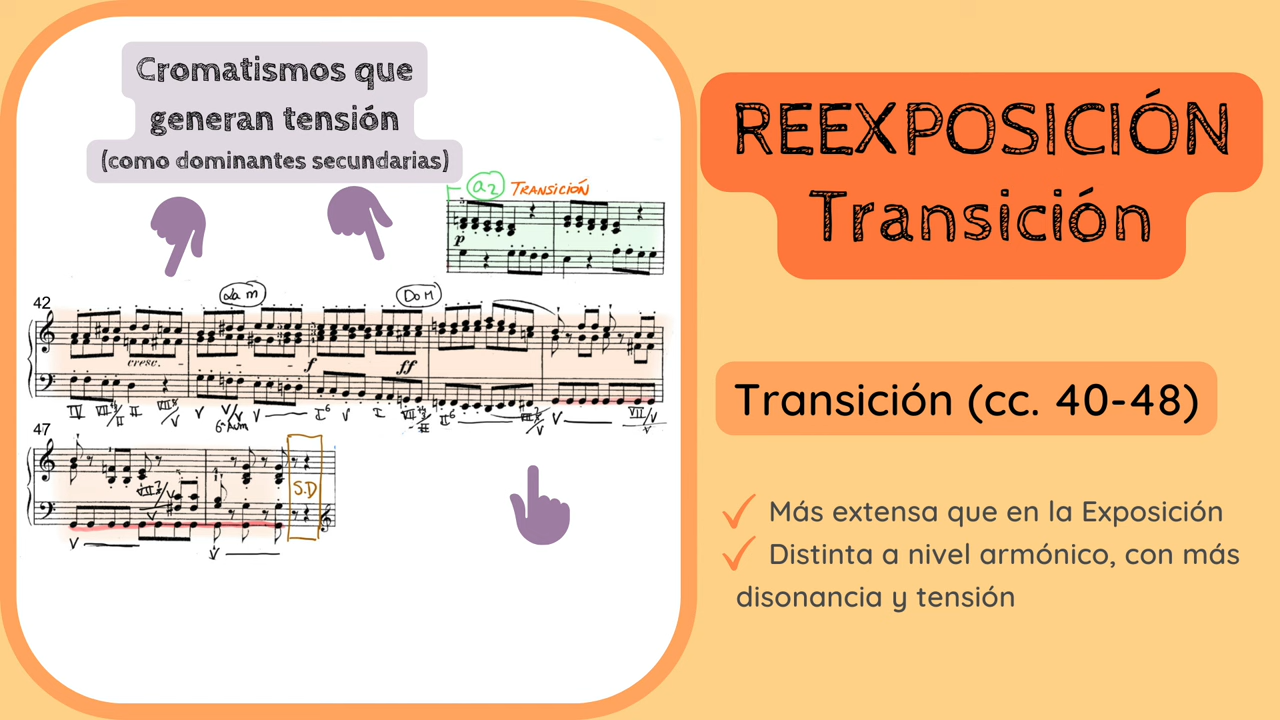 Cromatismos que
generan tensión
(como dominantes secundarias)
a2 TRANSICIÓN
p
42
La m
Do M
cresc.
f
ff
47
S.D
REEXPOSICIÓN
Transición
Transición (cc. 40-48)
Más extensa que en la Exposición
Distinta a nivel armónico, con más
disonancia y tensión